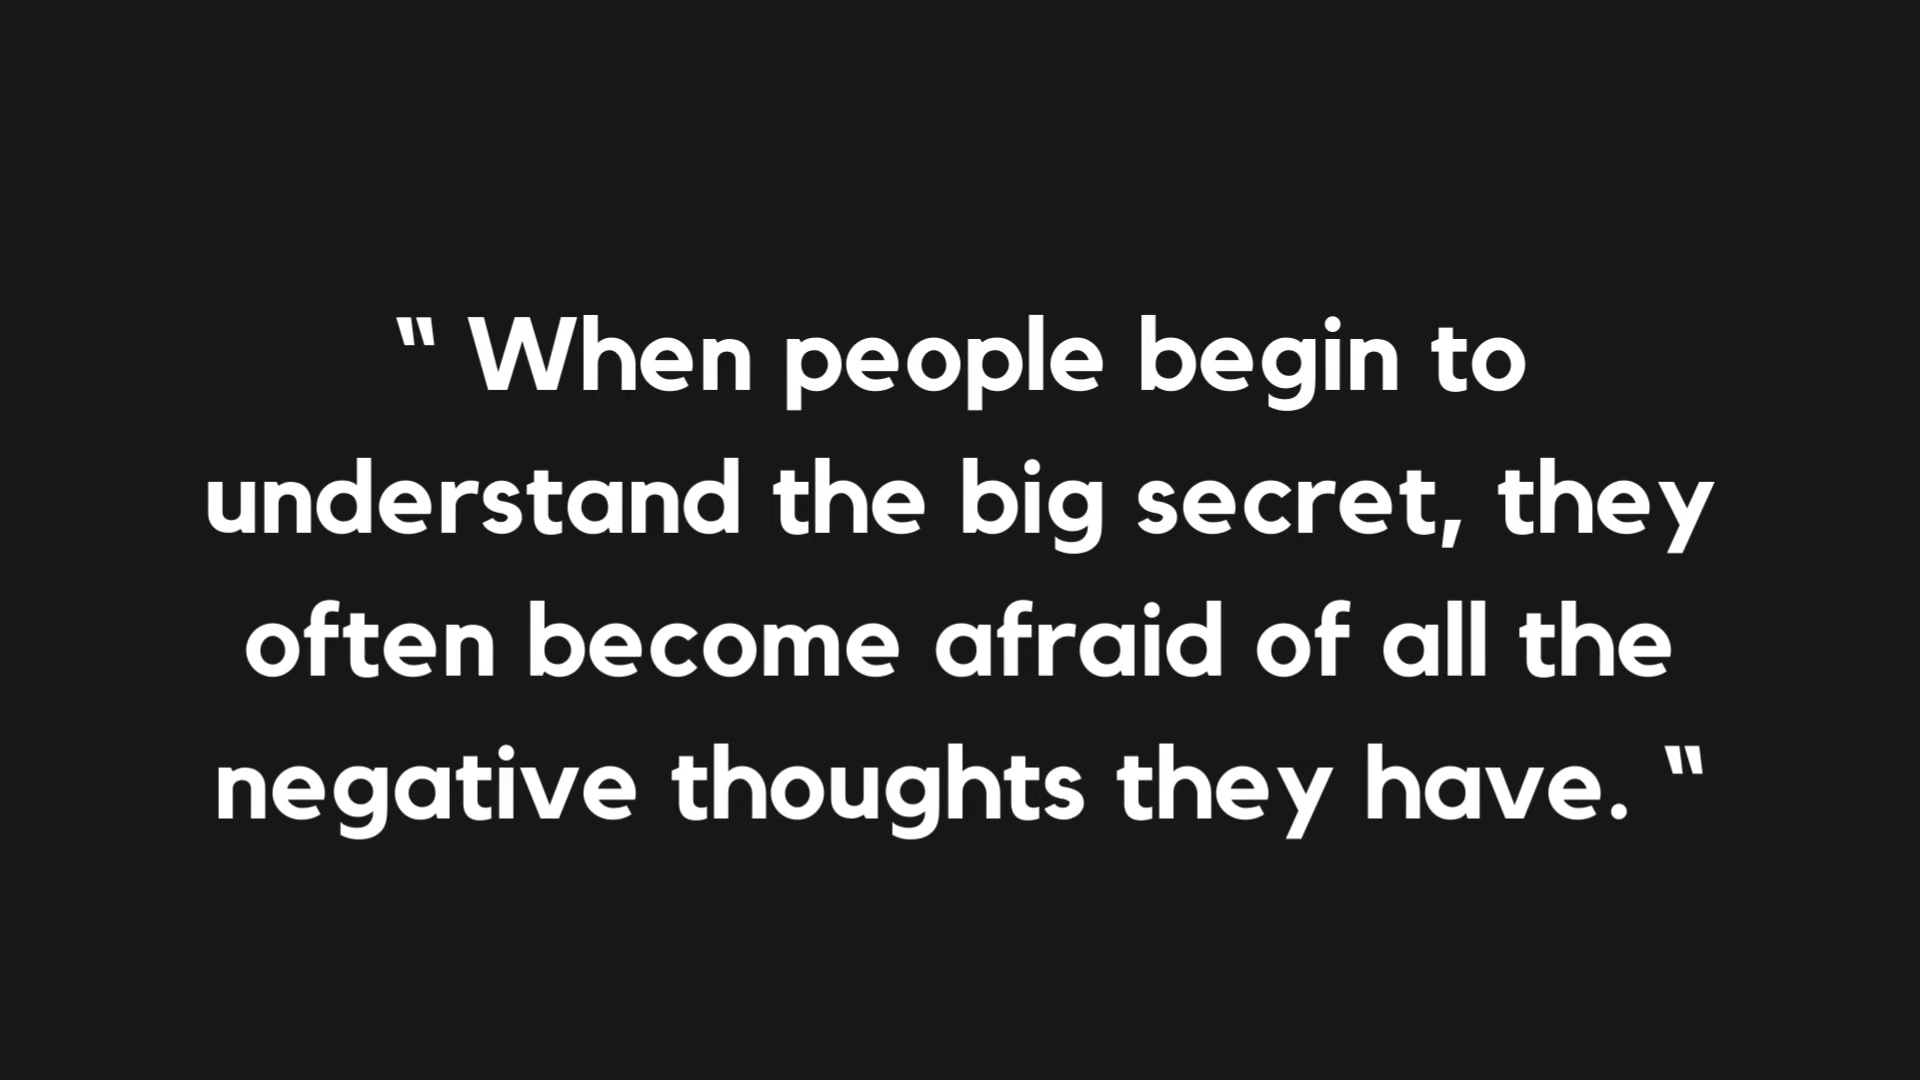 “ When people begin to
understand the big secret, they
often become afraid of all the
negative thoughts they have. “